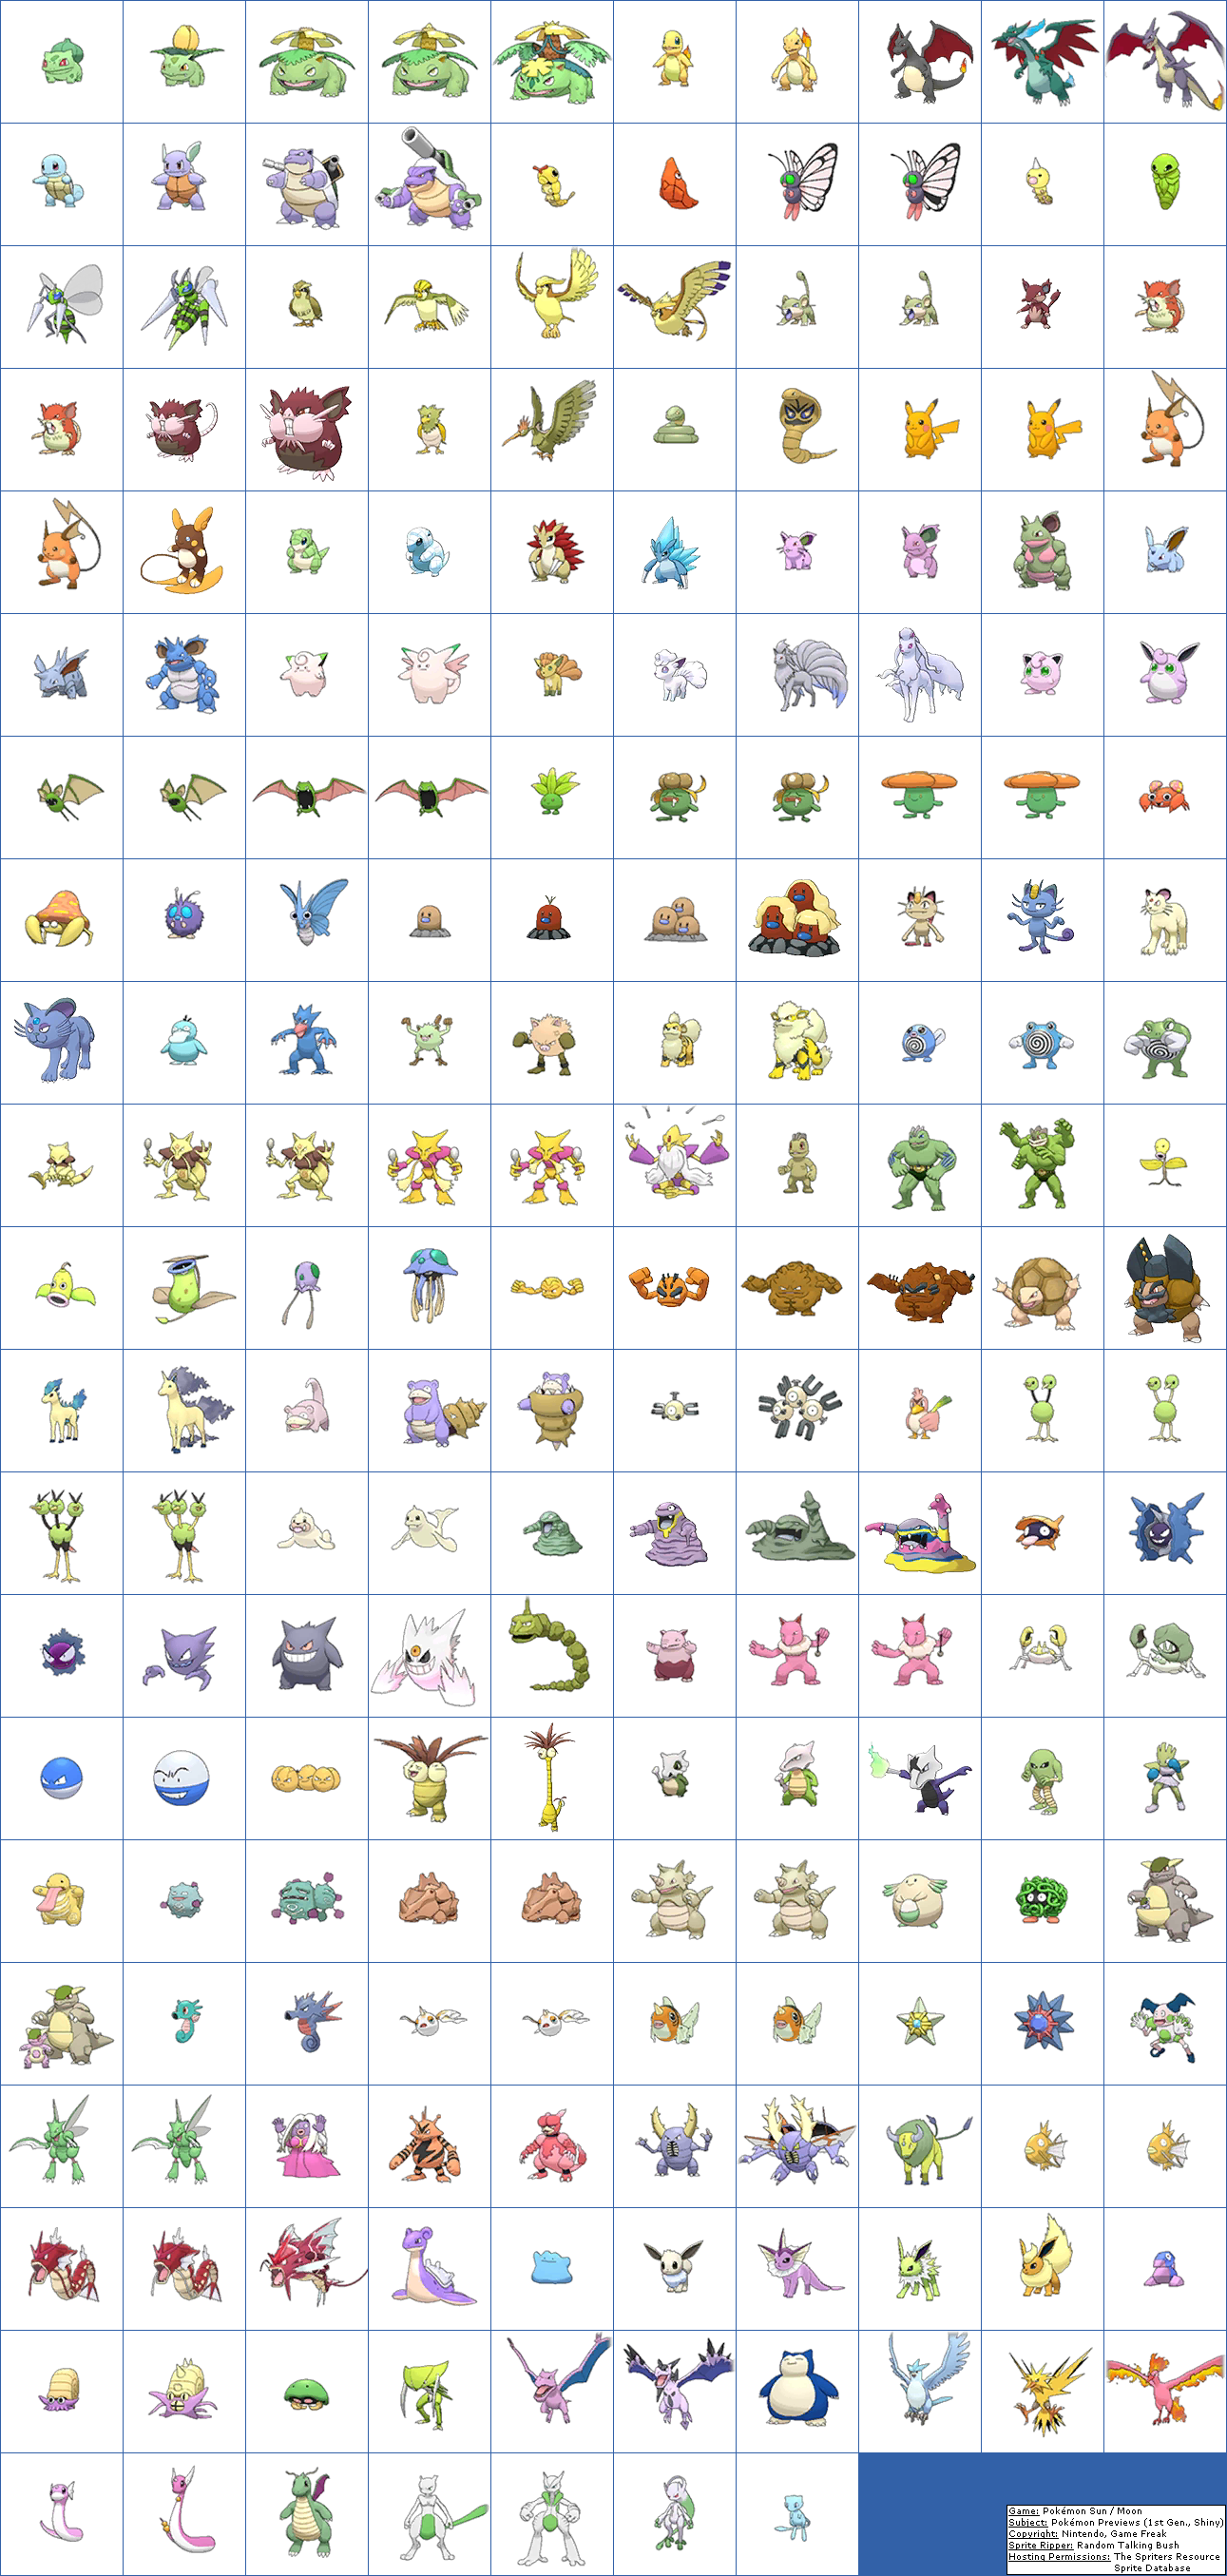 Game: Pokémon Sun / Moon
Subject: Pokémon Previews (1st Gen., Shiny)
Copyright: Nintendo, Game Freak
Sprite Ripper: Random Talking Bush
Hosting Permissions: The Spriters Resource
Sprite Database